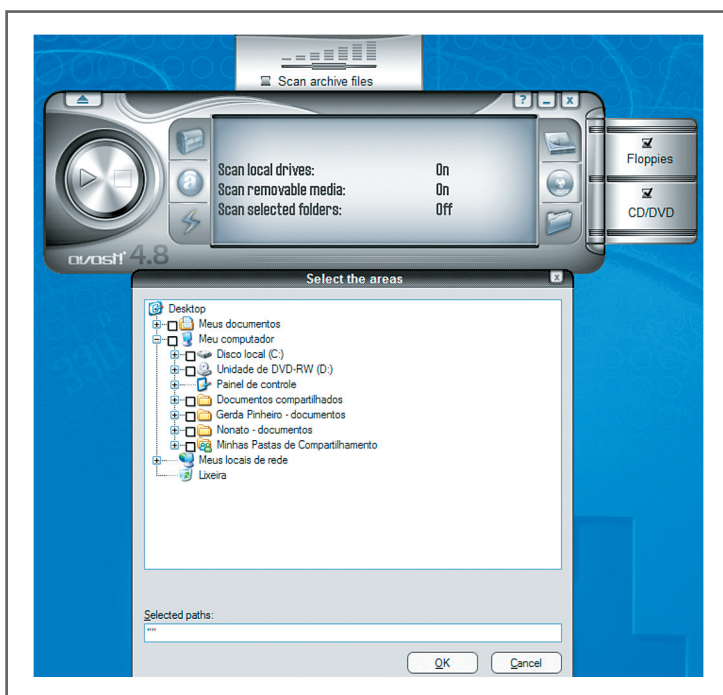 Scan archive files
?
Scan local drives: On
Scan removable media: On
Scan selected folders: Off
Floppies
CD/DVD
a
avast! 4.8
Select the areas
x
Desktop
Meus documentos
Meu computador
Disco local (C:)
Unidade de DVD-RW (D:)
Painel de controle
Documentos compartilhados
Gerda Pinheiro - documentos
Nonato - documentos
Minhas Pastas de Compartilhamento
Meus locais de rede
Lixeira
Selected paths:
""
OK Cancel